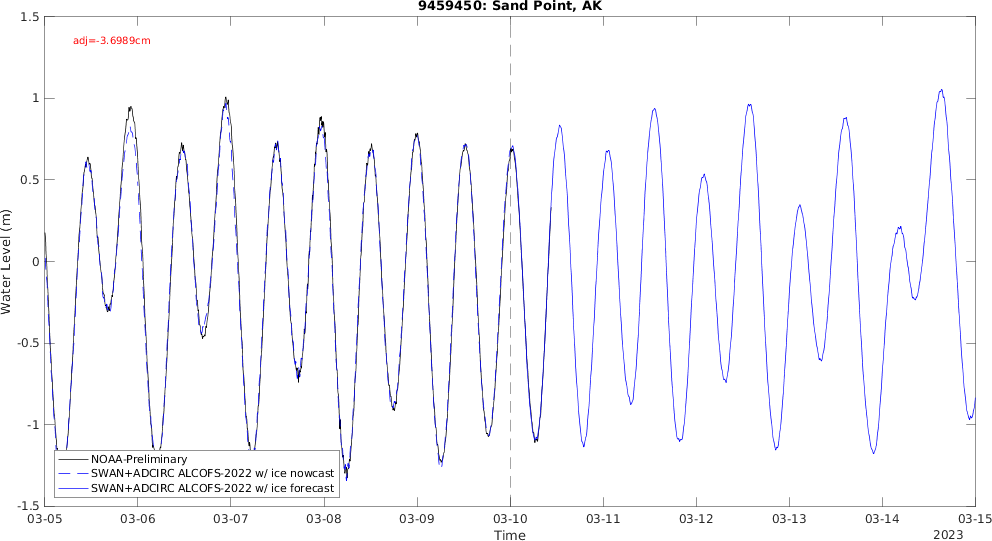 9459450: Sand Point, AK
adj=-3.6989cm
Water Level (m)
1.5
1
0.5
0
-0.5
-1
-1.5
NOAA-Preliminary
SWAN+ADCIRC ALCOFS-2022 w/ ice nowcast
SWAN+ADCIRC ALCOFS-2022 w/ ice forecast
03-05 03-06 03-07 03-08 03-09 03-10 03-11 03-12 03-13 03-14 03-15
Time
2023